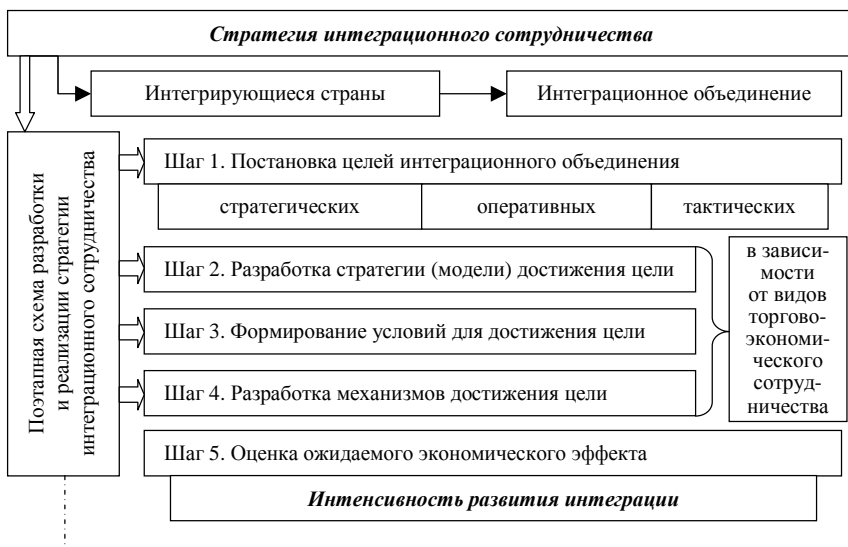 Стратегия интеграционного сотрудничества
Интегрирующиеся страны
Интеграционное объединение
Поэтапная схема разработки
и реализации стратегии
интеграционного сотрудничества
Шаг 1. Постановка целей интеграционного объединения
стратегических
оперативных
тактических
Шаг 2. Разработка стратегии (модели) достижения цели
Шаг 3. Формирование условий для достижения цели
Шаг 4. Разработка механизмов достижения цели
в зависи-
мости
от видов
торгово-
экономи-
ческого
сотруд-
ничества
Шаг 5. Оценка ожидаемого экономического эффекта
Интенсивность развития интеграции